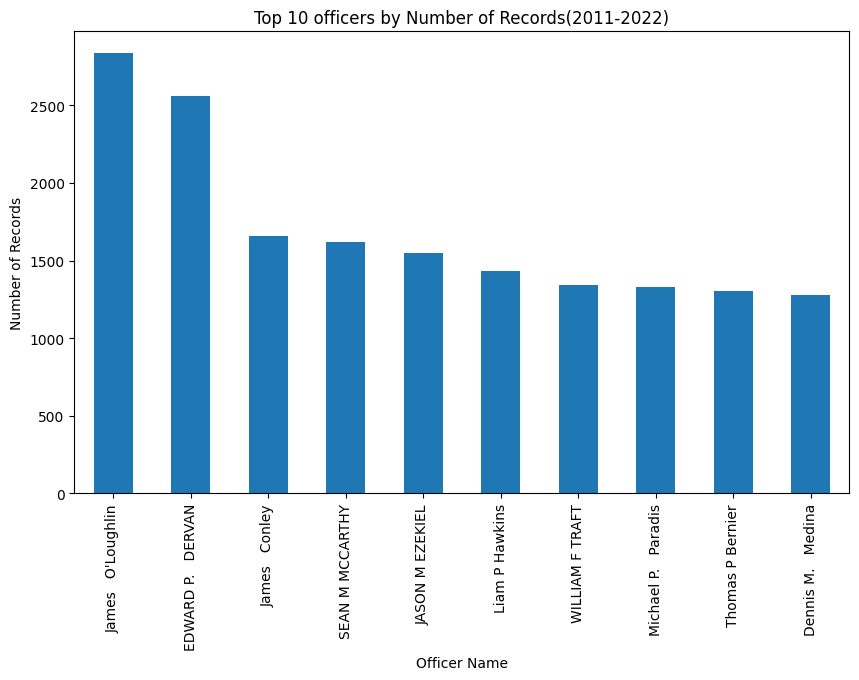 Top 10 officers by Number of Records(2011-2022)
Number of Records
2500
2000
1500
1000
500
0
James   O'Loughlin
EDWARD P.   DERVAN
James   Conley
SEAN M MCCARTHY
JASON M EZEKIEL
Liam P Hawkins
WILLIAM F TRAFT
Michael P.   Paradis
Thomas P Bernier
Dennis M.   Medina
Officer Name